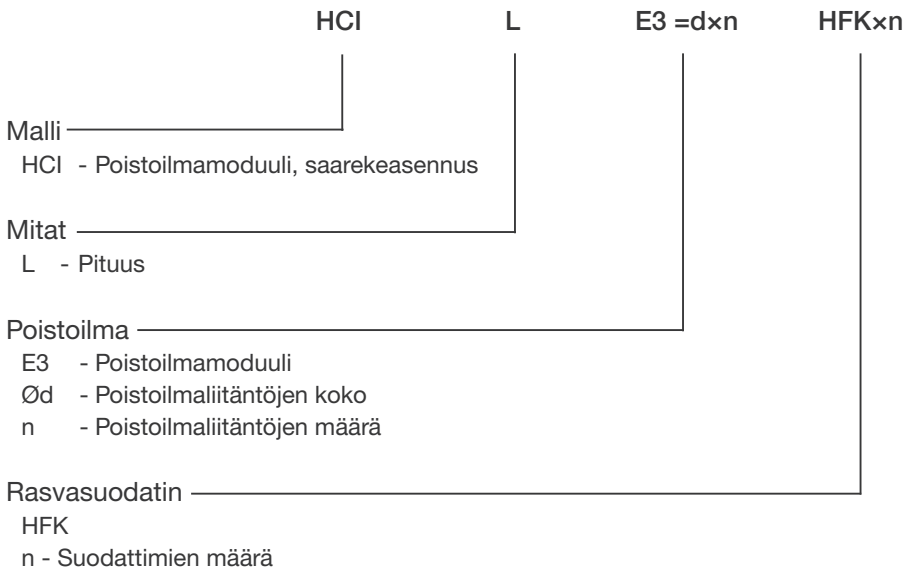 HCI L E3 =d×n HFK×n
Malli
HCI - Poistoilmamoduuli, saarekeasennus
Mitat
L - Pituus
Poistoilma
E3 - Poistoilmamoduuli
Ød - Poistoilmaliitäntöjen koko
n - Poistoilmaliitäntöjen määrä
Rasvasuodatin
HFK
n - Suodattimien määrä